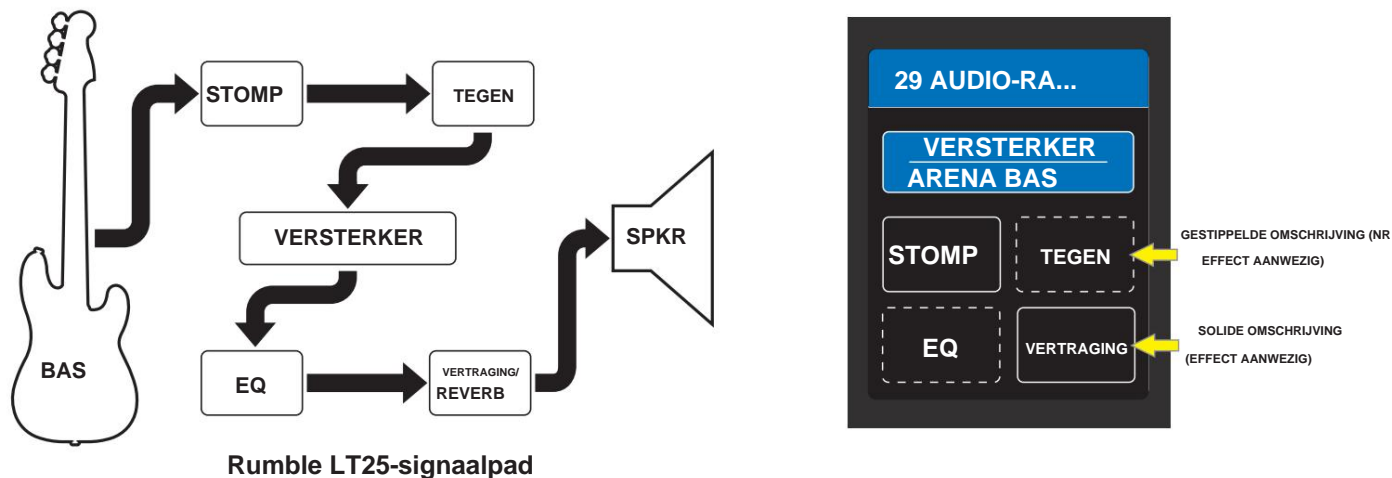 STOMP
TEGEN
VERSTERKER
SPKR
BAS
EQ
VERTRAGING/
REVERB
Rumble LT25-signaalpad
29 AUDIO-RA...
VERSTERKER
ARENA BAS
STOMP
TEGEN
EQ
VERTRAGING
GESTIPPELDE OMSCHRIJVING (NR
EFFECT AANWEZIG)
SOLIDE OMSCHRIJVING
(EFFECT AANWEZIG)